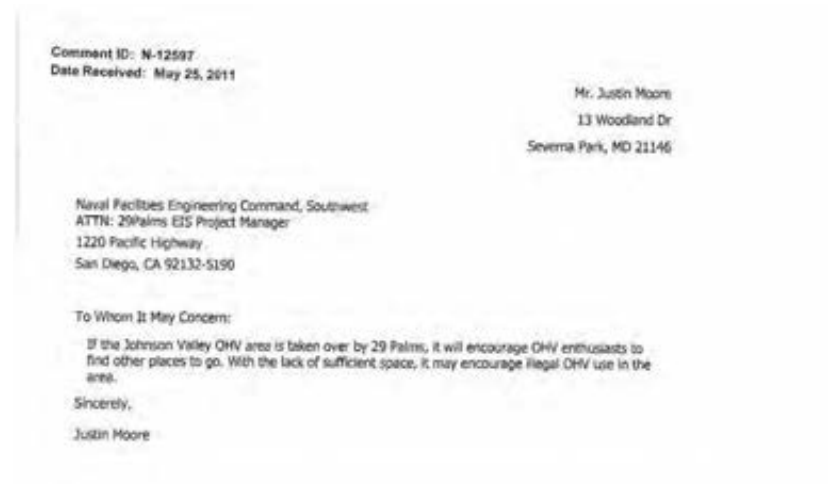 Comment ID: N-12597
Date Received: May 25, 2011
Mr. Justin Moore
13 Woodland Dr
Severna Park, MD 21146
Naval Facilities Engineering Command, Southwest
ATTN: 29Palms EIS Project Manager
1220 Pacific Highway
San Diego, CA 92132-5190
To Whom It May Concern:
If the Johnson Valley OHV area is taken over by 29 Palms, it will encourage OHV enthusiasts to
find other places to go. With the lack of sufficient space, it may encourage illegal OHV use in the
area.
Sincerely,
Justin Moore